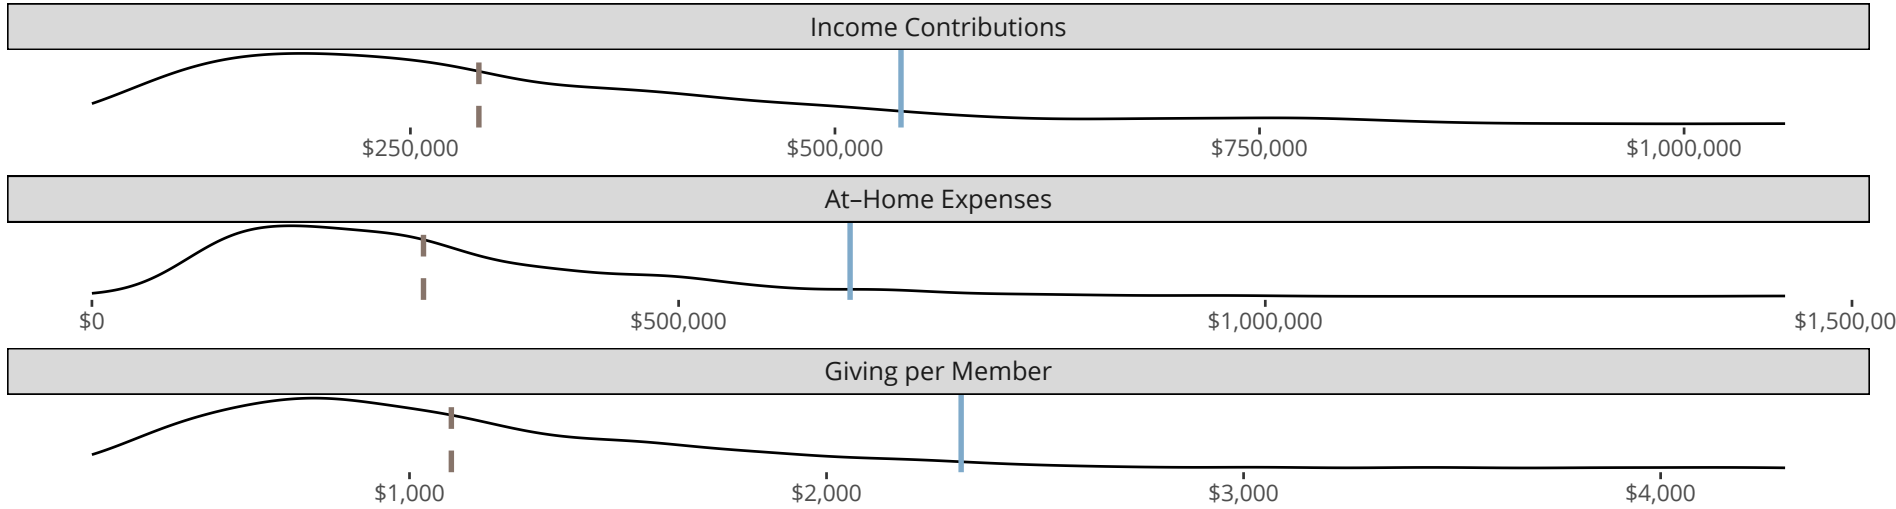 Income Contributions
$250,000 $500,000 $750,000 $1,000,000
At–Home Expenses
$0 $500,000 $1,000,000 $1,500,00
Giving per Member
$1,000 $2,000 $3,000 $4,000